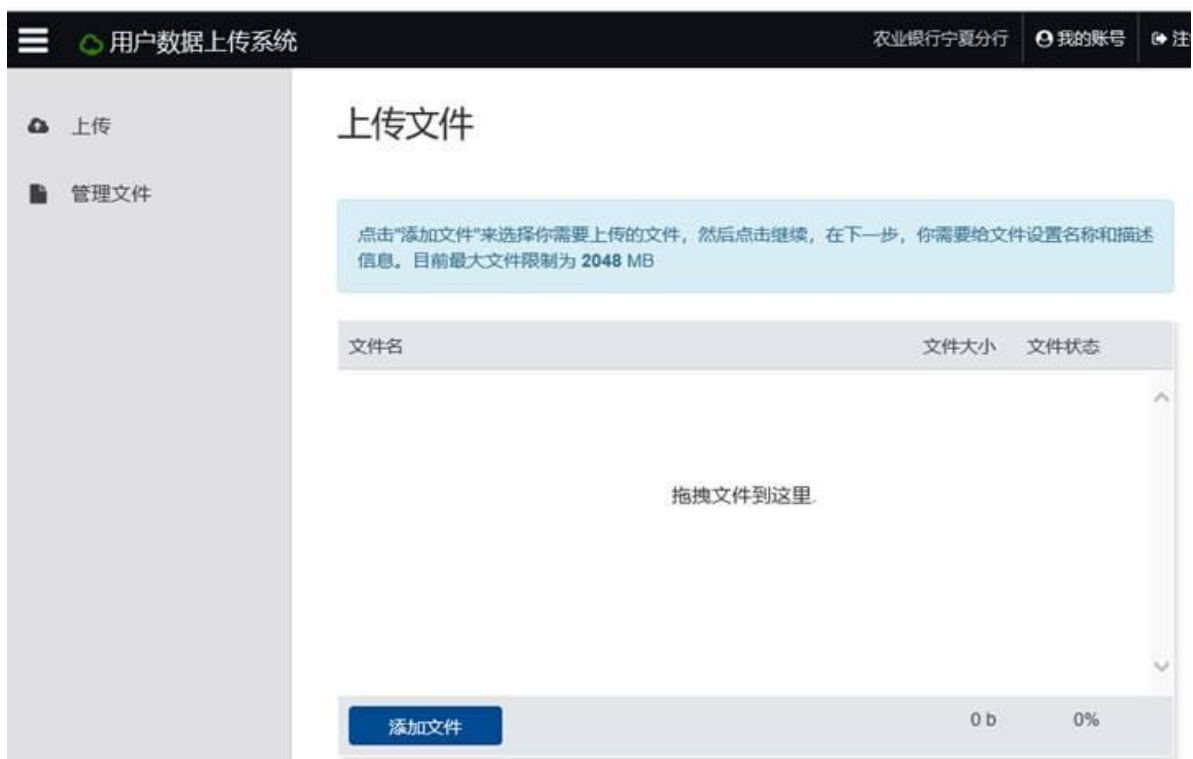 用户数据上传系统
农业银行宁夏分行
我的账号
注
上传
管理文件
上传文件
点击"添加文件"来选择你需要上传的文件，然后点击继续，在下一步，你需要给文件设置名称和描述
信息。目前最大文件限制为 2048 MB
文件名 文件大小 文件状态
拖拽文件到这里.
添加文件 0 b 0%